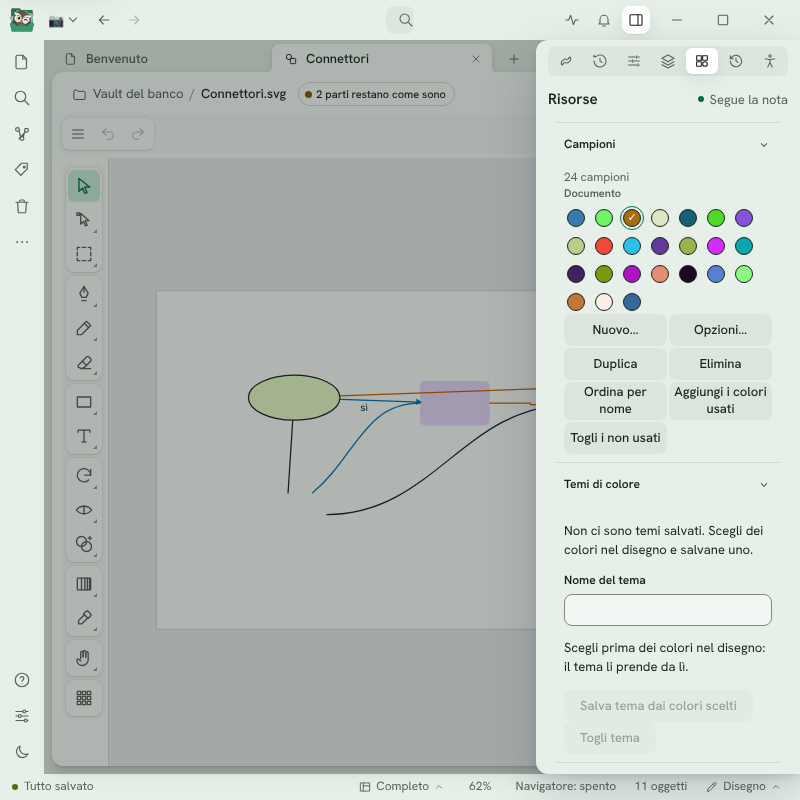 Benvenuto
Connettori
Vault del banco / Connettori.svg
2 parti restano come sono
sì
Risorse
Segue la nota
Campioni
24 campioni
Documento
Nuovo...
Opzioni...
Duplica
Elimina
Ordina per
nome
Aggiungi i colori
usati
Togli i non usati
Temi di colore
Non ci sono temi salvati. Scegli dei
colori nel disegno e salvane uno.
Nome del tema
Scegli prima dei colori nel disegno:
il tema li prende da lì.
Salva tema dai colori scelti
Togli tema
Tutto salvato
Completo
62%
Navigatore: spento
11 oggetti
Disegno